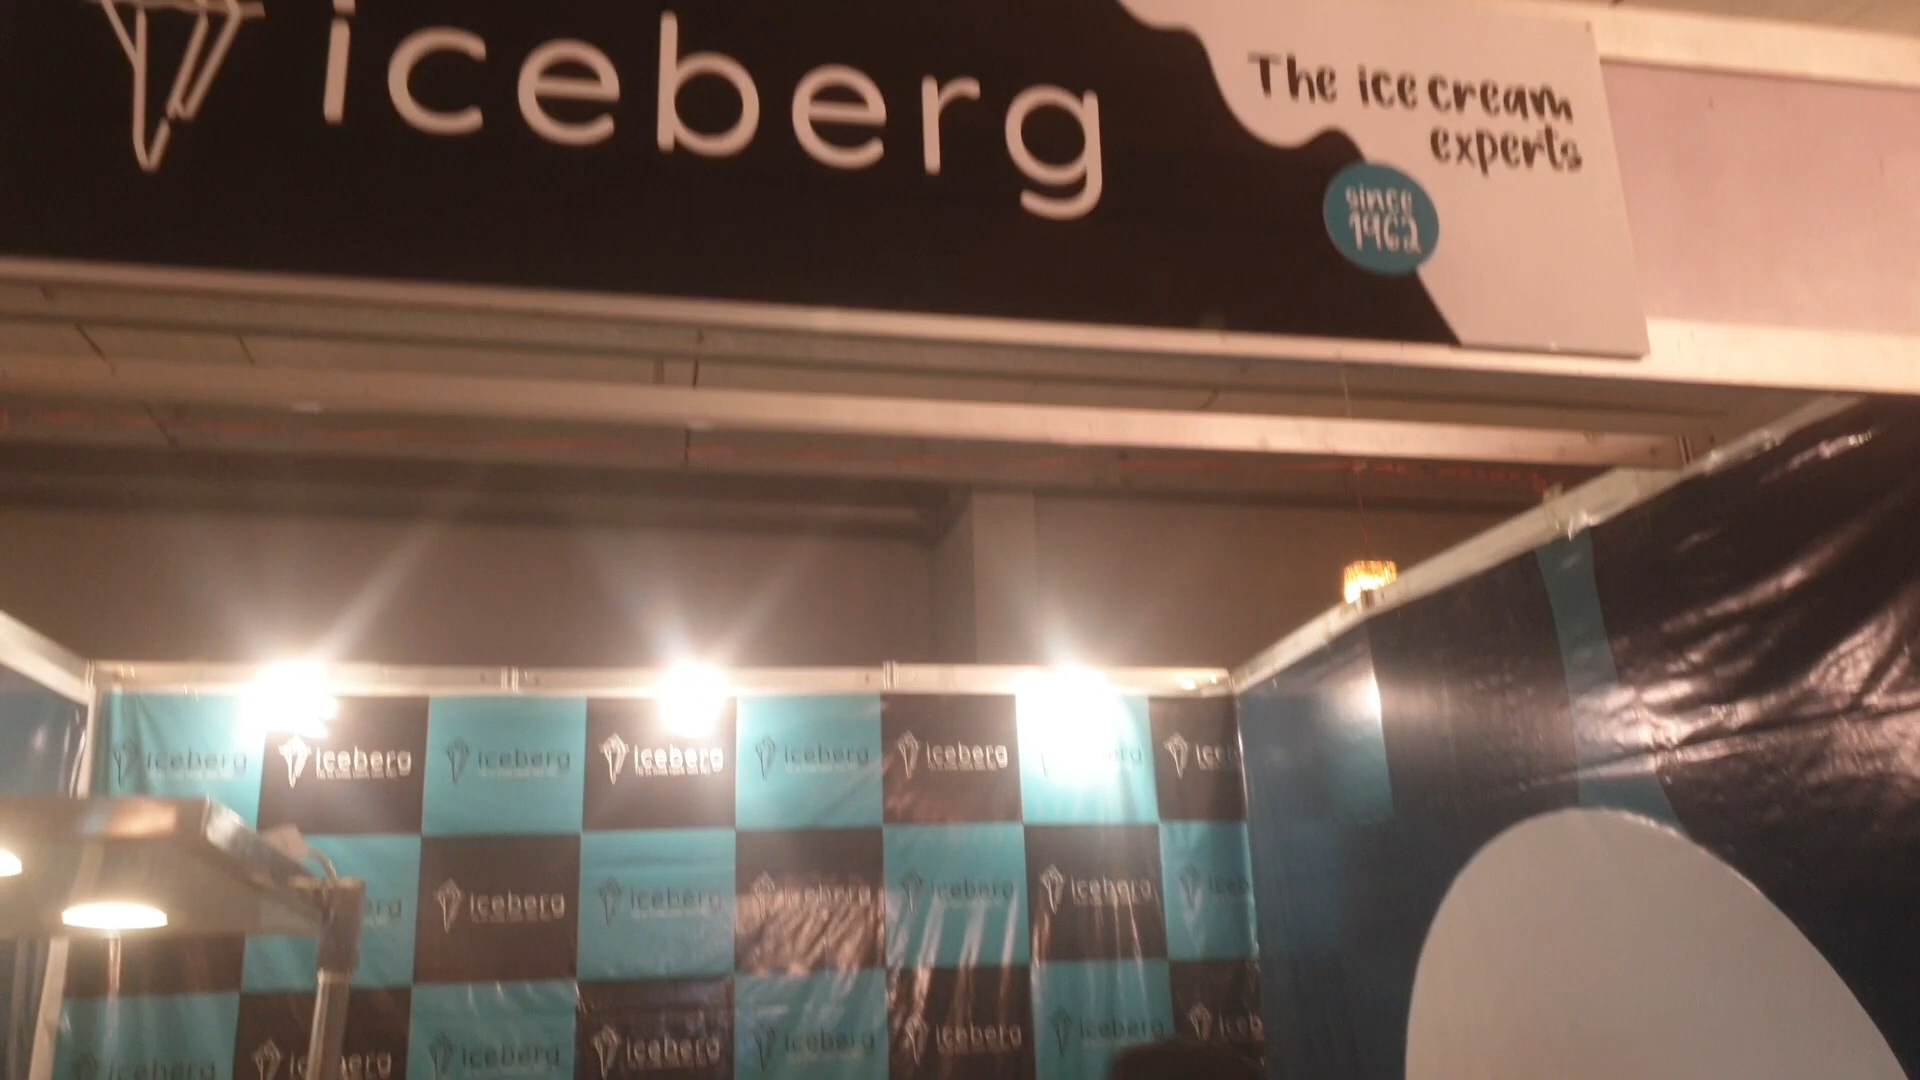 iceberg
The ice cream
experts
since
1962
iceberg iceberg iceberg iceberg iceberg iceberg
iceberg iceberg iceberg iceberg iceberg
iceberg iceberg iceberg iceberg iceberg iceberg iceberg